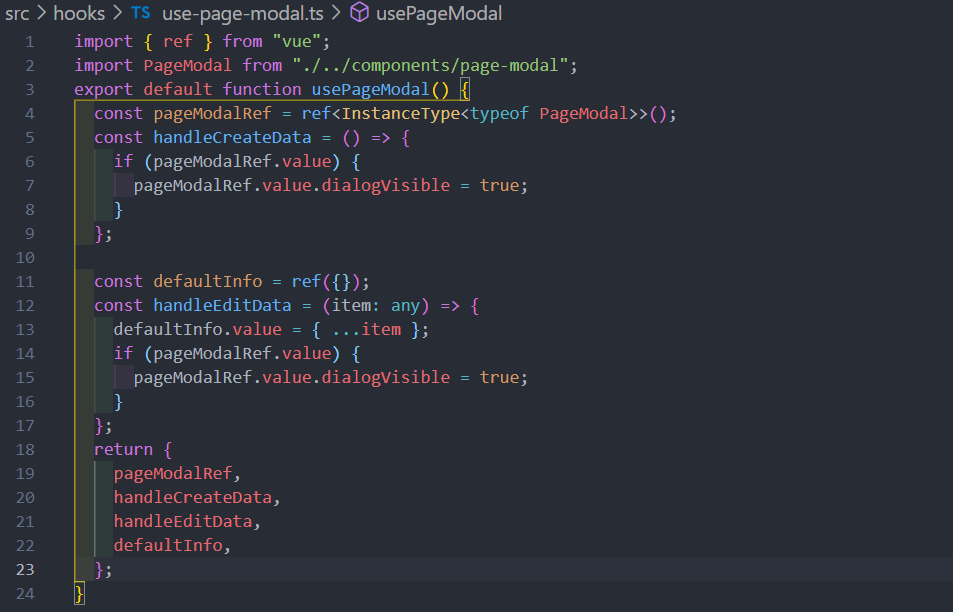 src > hooks > TS use-page-modal.ts > usePageModal
1 import { ref } from "vue";
2 import PageModal from "./../components/page-modal";
3 export default function usePageModal() {
4   const pageModalRef = ref<InstanceType<typeof PageModal>>();
5   const handleCreateData = () => {
6     if (pageModalRef.value) {
7       pageModalRef.value.dialogVisible = true;
8     }
9   };
10
11   const defaultInfo = ref({});
12   const handleEditData = (item: any) => {
13     defaultInfo.value = { ...item };
14     if (pageModalRef.value) {
15       pageModalRef.value.dialogVisible = true;
16     }
17   };
18   return {
19     pageModalRef,
20     handleCreateData,
21     handleEditData,
22     defaultInfo,
23   };
24 }